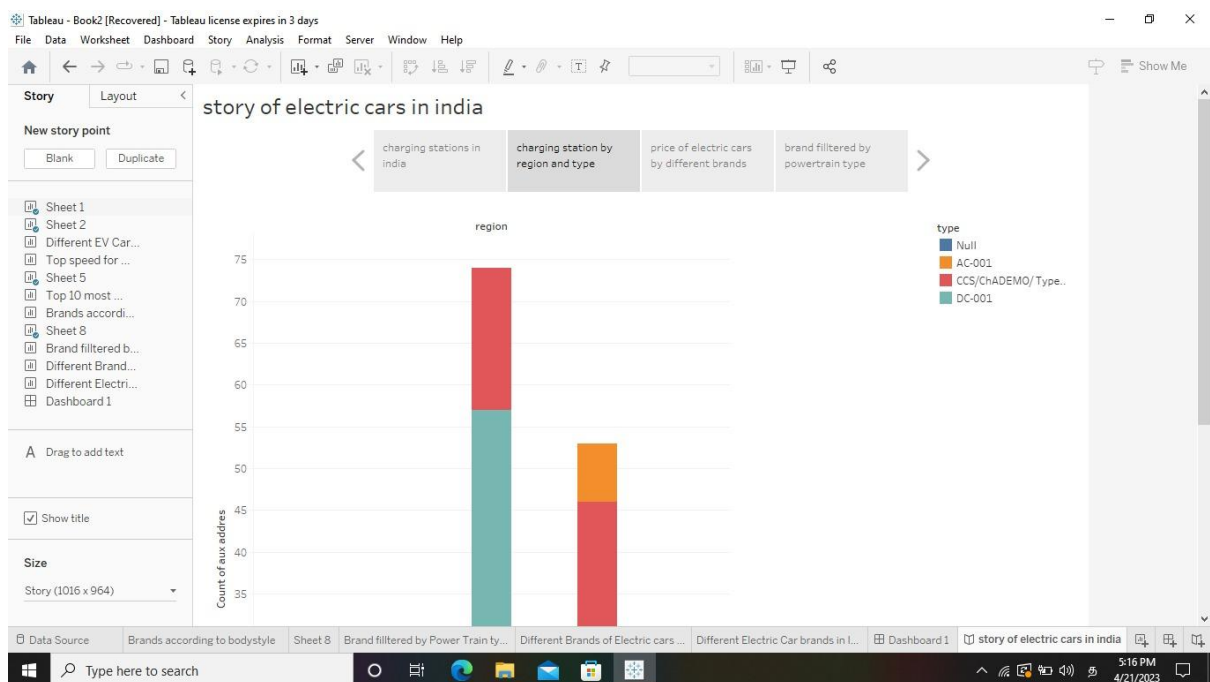 Tableau - Book2 [Recovered] - Tableau license expires in 3 days
File Data Worksheet Dashboard Story Analysis Format Server Window Help
Show Me
Story Layout
New story point
Blank Duplicate
Sheet 1
Sheet 2
Different EV Car...
Top speed for ...
Sheet 5
Top 10 most ...
Brands accordi...
Sheet 8
Brand filltered b...
Different Brand...
Different Electri...
Dashboard 1
A Drag to add text
Show title
Size
Story (1016 x 964)
story of electric cars in india
charging stations in
india
charging station by
region and type
price of electric cars
by different brands
brand filltered by
powertrain type
region
75
70
65
60
55
50
45
40
35
Count of aux addres
type
Null
AC-001
CCS/ChADEMO/ Type..
DC-001
Data Source Brands according to bodystyle Sheet 8 Brand filltered by Power Train ty... Different Brands of Electric cars ... Different Electric Car brands in I... Dashboard 1 story of electric cars in india
Type here to search
5:16 PM
4/21/2023